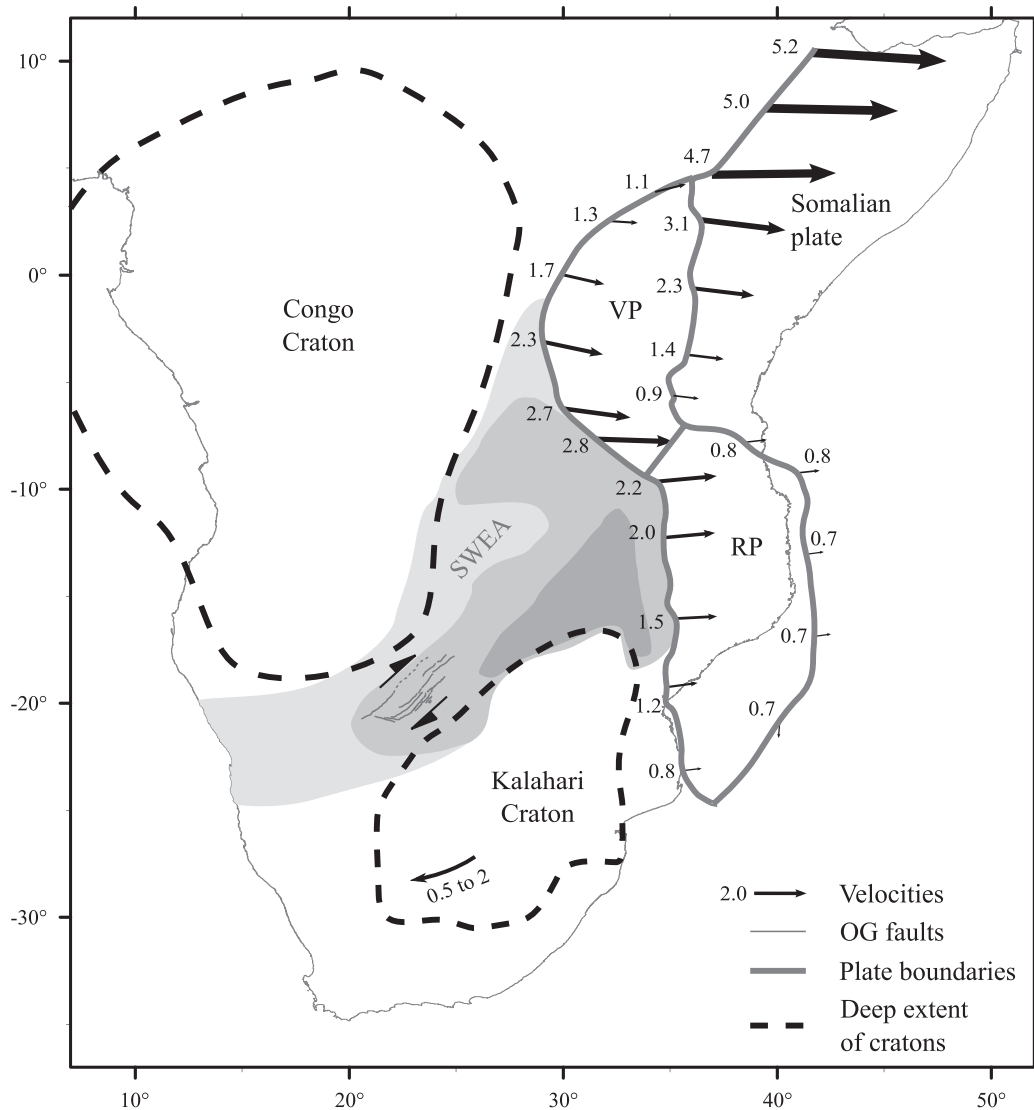 10°
0°
-10°
-20°
-30°
10°
20°
30°
40°
50°
5.2
5.0
4.7
1.1
1.3
3.1
1.7
2.3
2.3
1.4
0.9
2.7
2.8
2.2
0.8
0.8
2.0
0.7
1.5
0.7
1.2
0.7
0.8
Somalian
plate
VP
RP
Congo
Craton
SWEA
Kalahari
Craton
0.5 to 2
2.0
Velocities
OG faults
Plate boundaries
Deep extent
of cratons